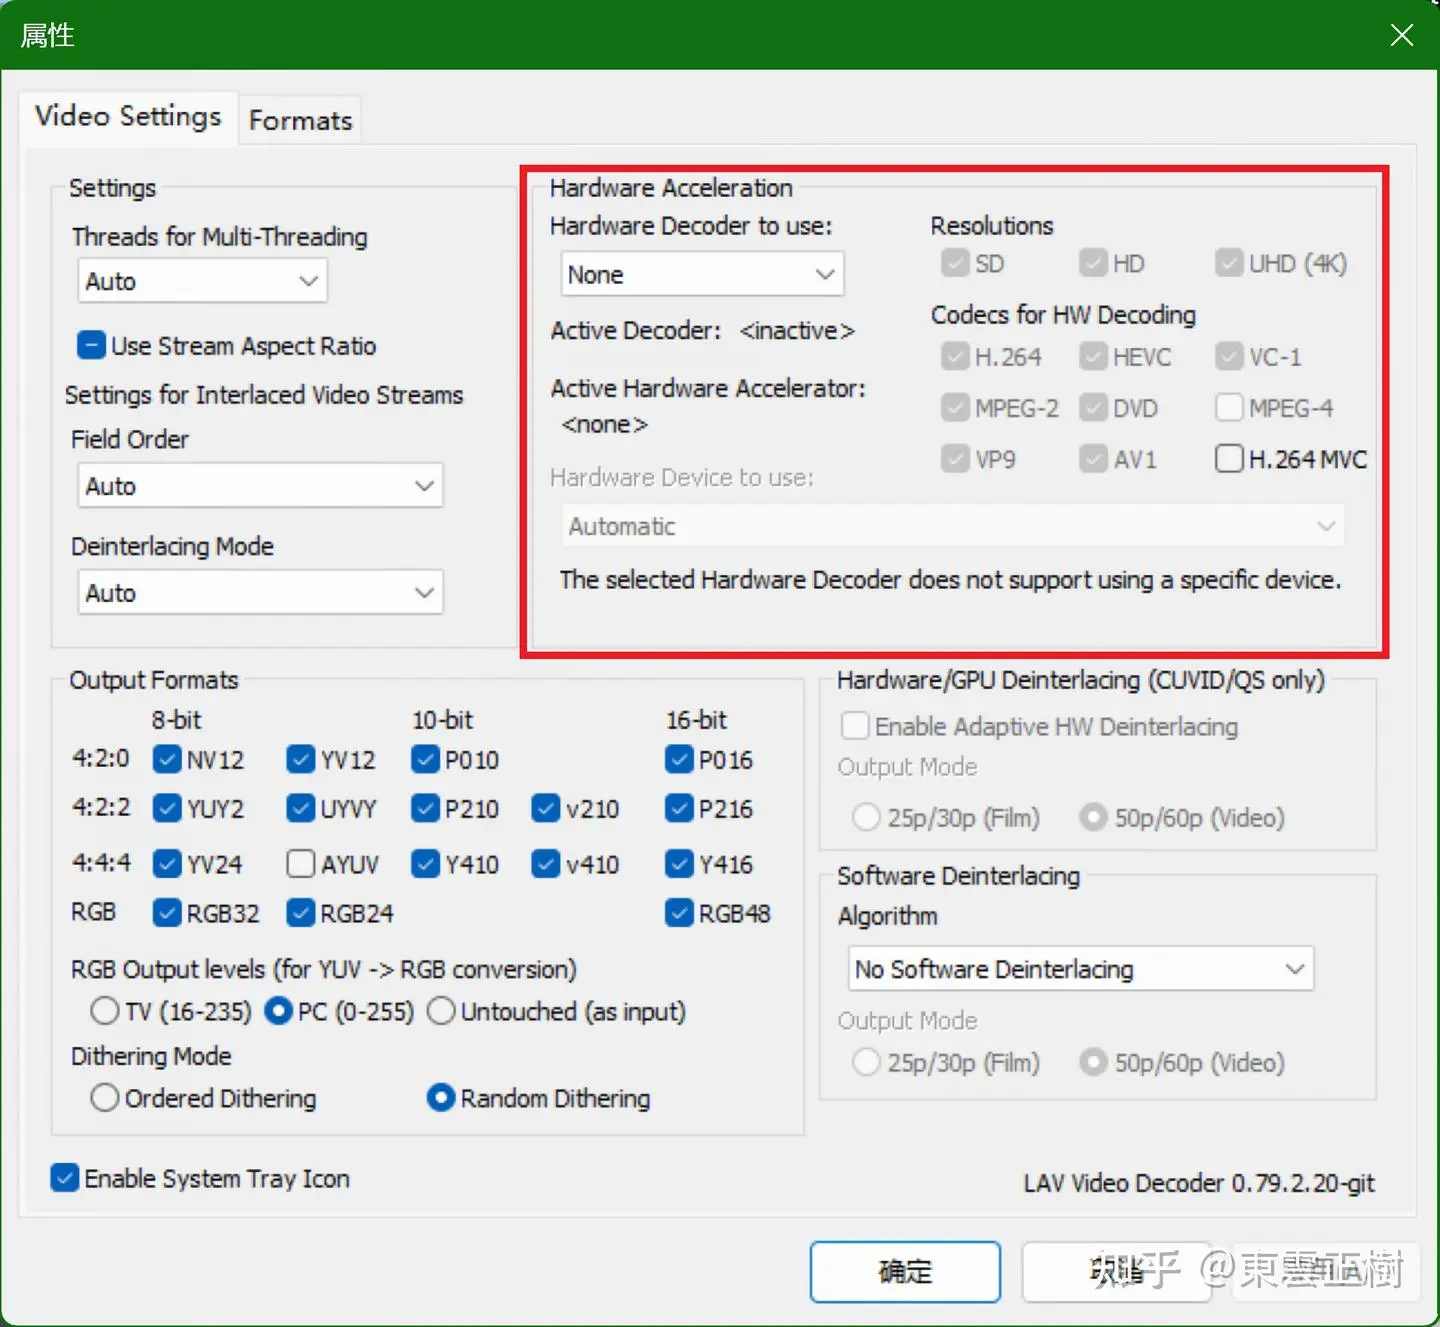 属性
Video Settings
Formats
Settings
Threads for Multi-Threading
Auto
Use Stream Aspect Ratio
Settings for Interlaced Video Streams
Field Order
Auto
Deinterlacing Mode
Auto
Hardware Acceleration
Hardware Decoder to use:
None
Active Decoder: <inactive>
Active Hardware Accelerator:
<none>
Hardware Device to use:
Automatic
The selected Hardware Decoder does not support using a specific device.
Resolutions
SD HD UHD (4K)
Codecs for HW Decoding
H.264 HEVC VC-1
MPEG-2 DVD MPEG-4
VP9 AV1 H.264 MVC
Output Formats
8-bit 10-bit 16-bit
4:2:0 NV12 YV12 P010 P016
4:2:2 YUY2 UYVY P210 v210 P216
4:4:4 YV24 AYUV Y410 v410 Y416
RGB RGB32 RGB24 RGB48
RGB Output levels (for YUV -> RGB conversion)
TV (16-235) PC (0-255) Untouched (as input)
Dithering Mode
Ordered Dithering Random Dithering
Hardware/GPU Deinterlacing (CUVID/QS only)
Enable Adaptive HW Deinterlacing
Output Mode
25p/30p (Film) 50p/60p (Video)
Software Deinterlacing
Algorithm
No Software Deinterlacing
Output Mode
25p/30p (Film) 50p/60p (Video)
Enable System Tray Icon
LAV Video Decoder 0.79.2.20-git
确定
知乎 @東雲正樹